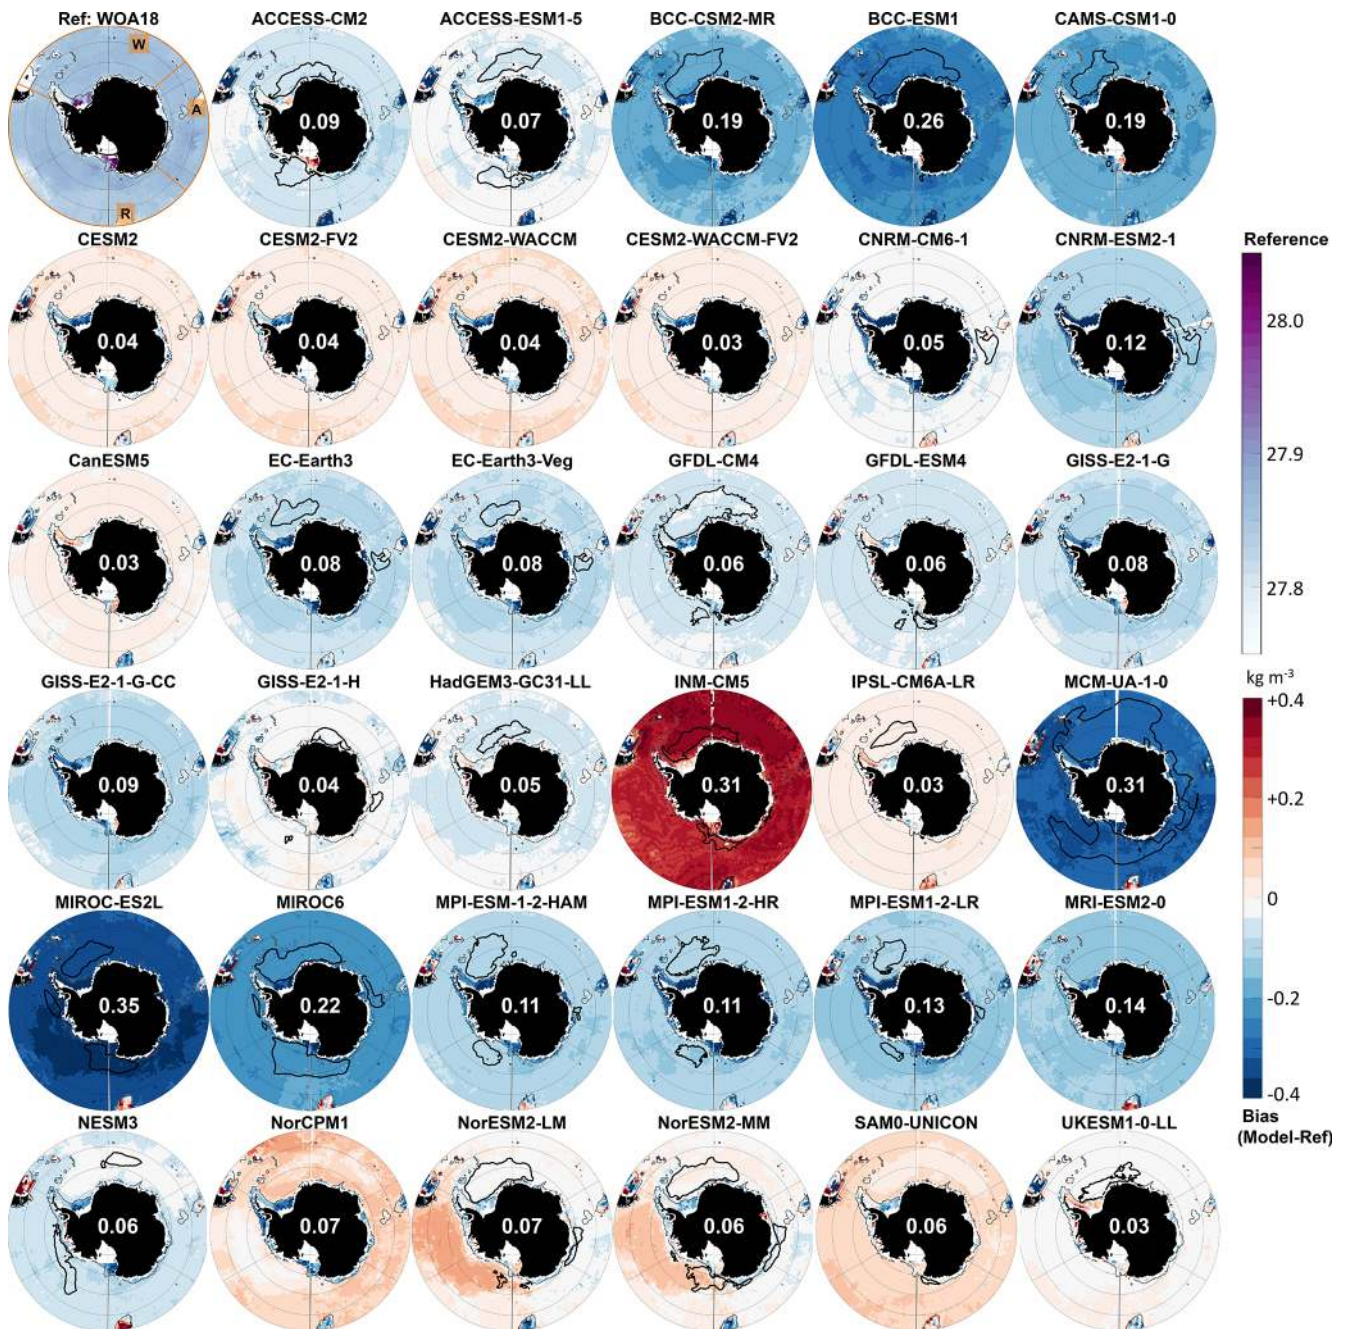 Ref: WOA18 ACCESS-CM2 ACCESS-ESM1-5 BCC-CSM2-MR BCC-ESM1 CAMS-CSM1-0
W
A
R
0.09 0.07 0.19 0.26 0.19
CESM2 CESM2-FV2 CESM2-WACCM CESM2-WACCM-FV2 CNRM-CM6-1 CNRM-ESM2-1
0.04 0.04 0.04 0.03 0.05 0.12
CanESM5 EC-Earth3 EC-Earth3-Veg GFDL-CM4 GFDL-ESM4 GISS-E2-1-G
0.03 0.08 0.08 0.06 0.06 0.08
GISS-E2-1-G-CC GISS-E2-1-H HadGEM3-GC31-LL INM-CM5 IPSL-CM6A-LR MCM-UA-1-0
0.09 0.04 0.05 0.31 0.03 0.31
MIROC-ES2L MIROC6 MPI-ESM-1-2-HAM MPI-ESM1-2-HR MPI-ESM1-2-LR MRI-ESM2-0
0.35 0.22 0.11 0.11 0.13 0.14
NESM3 NorCPM1 NorESM2-LM NorESM2-MM SAM0-UNICON UKESM1-0-LL
0.06 0.07 0.07 0.06 0.06 0.03
Reference
28.0
27.9
27.8
kg m⁻³
+0.4
+0.2
0
-0.2
-0.4
Bias
(Model-Ref)